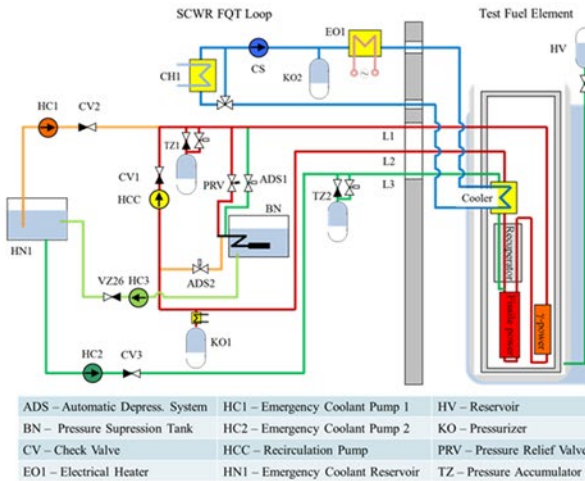 SCWR FQT Loop
Test Fuel Element
EO1
HV
CH1
CS
KO2
HC1
CV2
L1
TZ1
CV1
PRV
ADS1
L2
HCC
BN
TZ2
L3
Cooler
HN1
VZ26
HC3
ADS2
Recuperator
Fissile power
γ-power
KO1
HC2
CV3
ADS – Automatic Depress. System HC1 – Emergency Coolant Pump 1 HV – Reservoir
BN – Pressure Supression Tank HC2 – Emergency Coolant Pump 2 KO – Pressurizer
CV – Check Valve HCC – Recirculation Pump PRV – Pressure Relief Valve
EO1 – Electrical Heater HN1 – Emergency Coolant Reservoir TZ – Pressure Accumulator